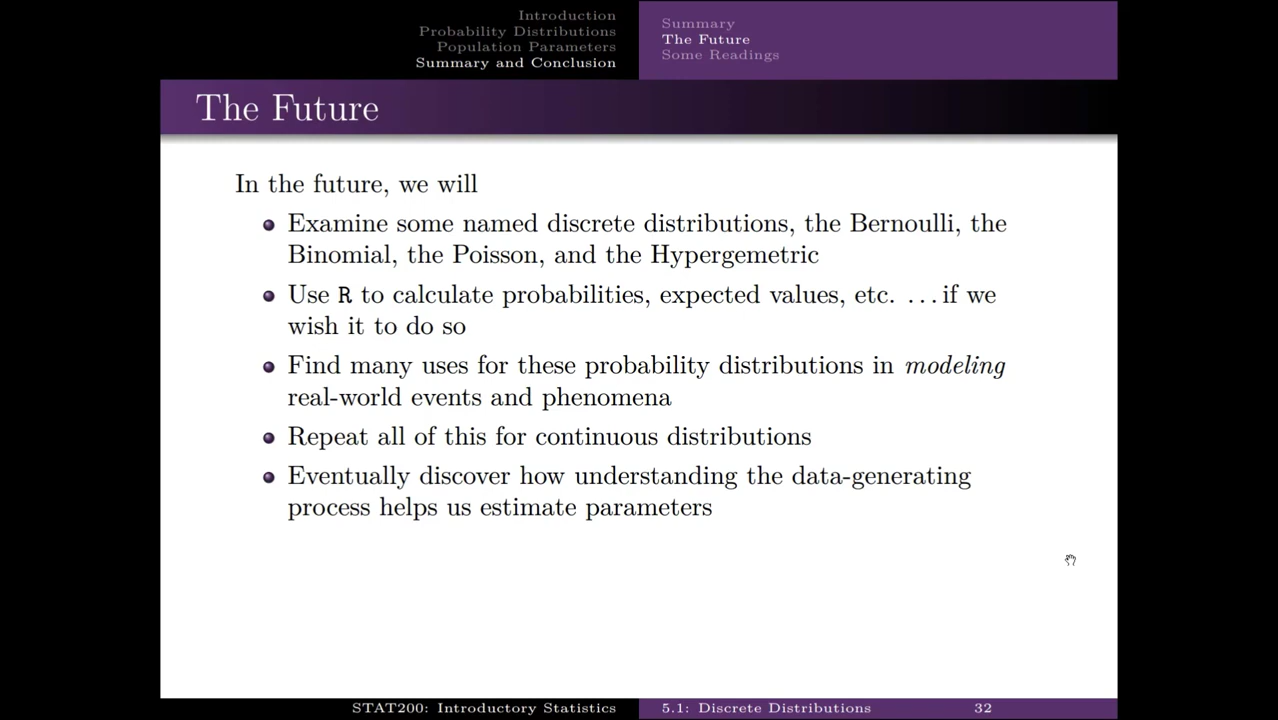 Introduction
Probability Distributions
Population Parameters
Summary and Conclusion
Summary
The Future
Some Readings
The Future
In the future, we will
Examine some named discrete distributions, the Bernoulli, the
Binomial, the Poisson, and the Hypergemetric
Use R to calculate probabilities, expected values, etc. ... if we
wish it to do so
Find many uses for these probability distributions in modeling
real-world events and phenomena
Repeat all of this for continuous distributions
Eventually discover how understanding the data-generating
process helps us estimate parameters
STAT200: Introductory Statistics
5.1: Discrete Distributions
32